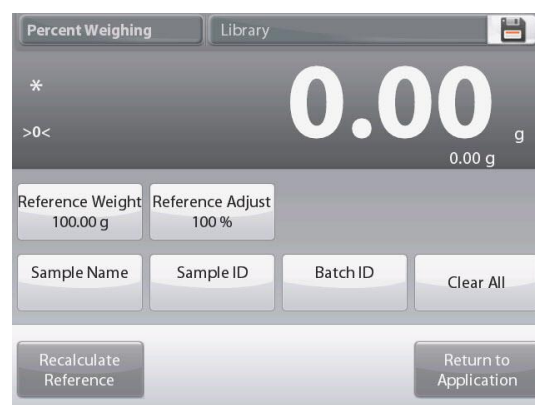 Percent Weighing
Library
*
0.00 g
>0<
0.00 g
Reference Weight
100.00 g
Reference Adjust
100 %
Sample Name
Sample ID
Batch ID
Clear All
Recalculate
Reference
Return to
Application